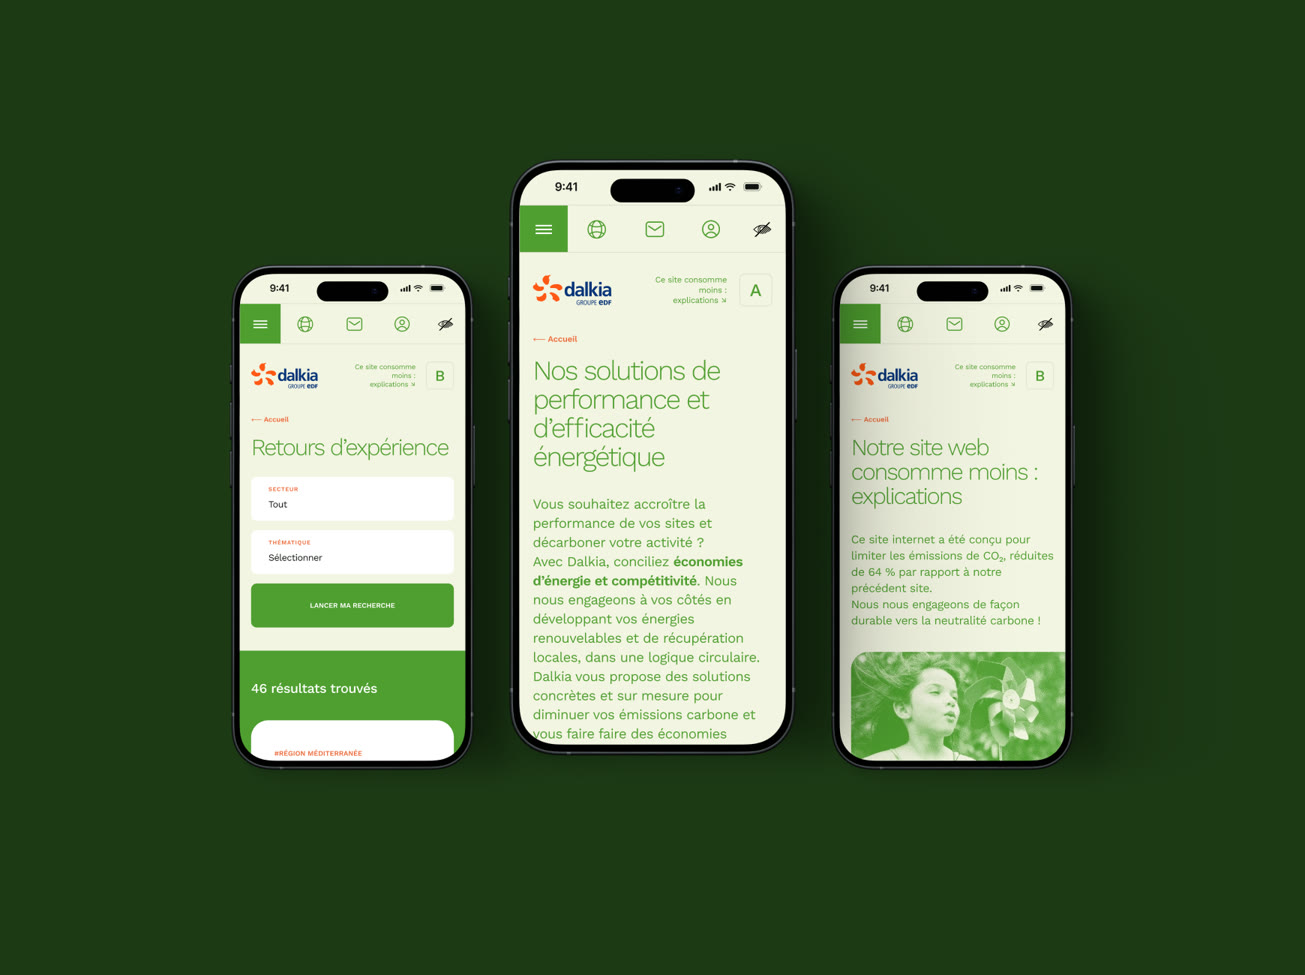 9:41
dalkia
GROUPE EDF
Ce site consomme
moins :
explications ↘
B
← Accueil
Retours d’expérience
SECTEUR
Tout
THÉMATIQUE
Sélectionner
LANCER MA RECHERCHE
46 résultats trouvés
#RÉGION MÉDITERRANÉE
9:41
dalkia
GROUPE EDF
Ce site consomme
moins :
explications ↘
A
← Accueil
Nos solutions de
performance et
d’efficacité
énergétique
Vous souhaitez accroître la
performance de vos sites et
décarboner votre activité ?
Avec Dalkia, conciliez économies
d’énergie et compétitivité. Nous
nous engageons à vos côtés en
développant vos énergies
renouvelables et de récupération
locales, dans une logique circulaire.
Dalkia vous propose des solutions
concrètes et sur mesure pour
diminuer vos émissions carbone et
vous faire faire des économies
9:41
dalkia
GROUPE EDF
Ce site consomme
moins :
explications ↘
B
← Accueil
Notre site web
consomme moins :
explications
Ce site internet a été conçu pour
limiter les émissions de CO₂, réduites
de 64 % par rapport à notre
précédent site.
Nous nous engageons de façon
durable vers la neutralité carbone !